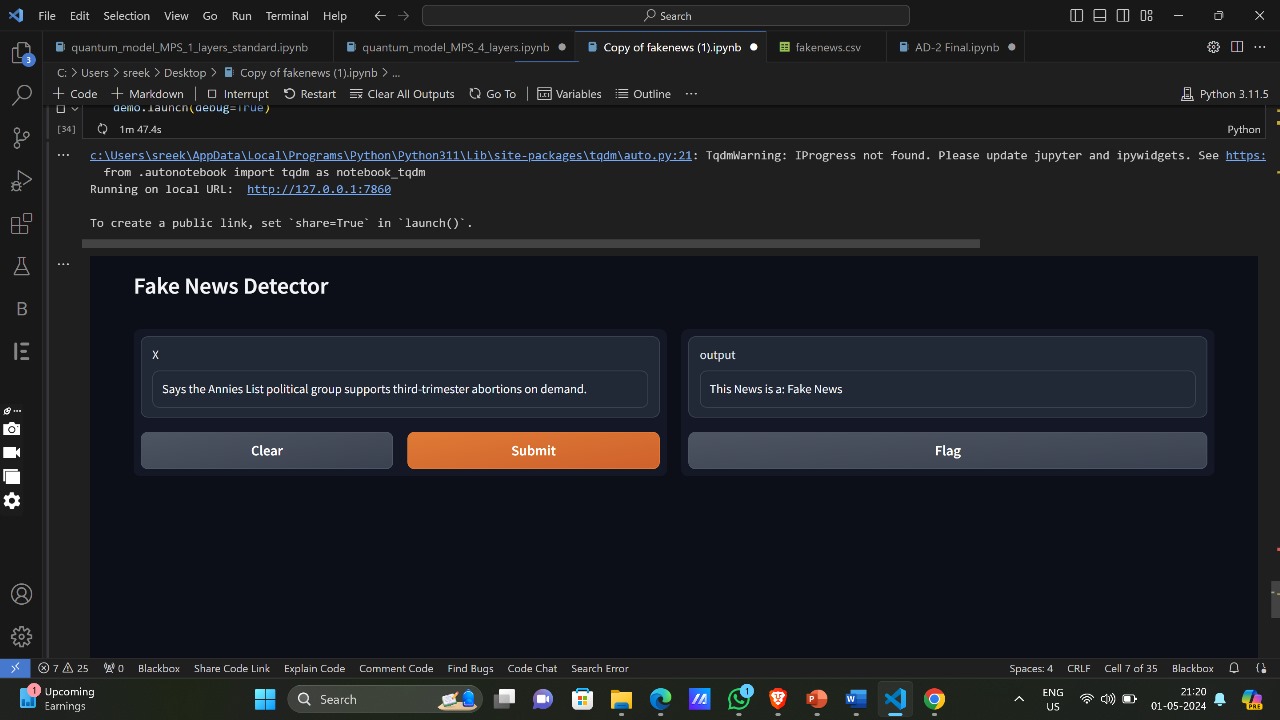 File Edit Selection View Go Run Terminal Help Search
quantum_model_MPS_1_layers_standard.ipynb quantum_model_MPS_4_layers.ipynb Copy of fakenews (1).ipynb fakenews.csv AD-2 Final.ipynb
3
C: > Users > sreek > Desktop > Copy of fakenews (1).ipynb > ...
+ Code + Markdown Interrupt Restart Clear All Outputs Go To Variables Outline ... Python 3.11.5
demo.launch(debug=True)
[34] 1m 47.4s Python
c:\Users\sreek\AppData\Local\Programs\Python\Python311\Lib\site-packages\tqdm\auto.py:21: TqdmWarning: IProgress not found. Please update jupyter and ipywidgets. See https:
from .autonotebook import tqdm as notebook_tqdm
Running on local URL: http://127.0.0.1:7860
To create a public link, set `share=True` in `launch()`.
Fake News Detector
X
Says the Annies List political group supports third-trimester abortions on demand.
Clear Submit
output
This News is a: Fake News
Flag
B
7 25 0 Blackbox Share Code Link Explain Code Comment Code Find Bugs Code Chat Search Error Spaces: 4 CRLF Cell 7 of 35 Blackbox
1 Upcoming
Earnings
Search
1
ENG
US
21:20
01-05-2024
PRE